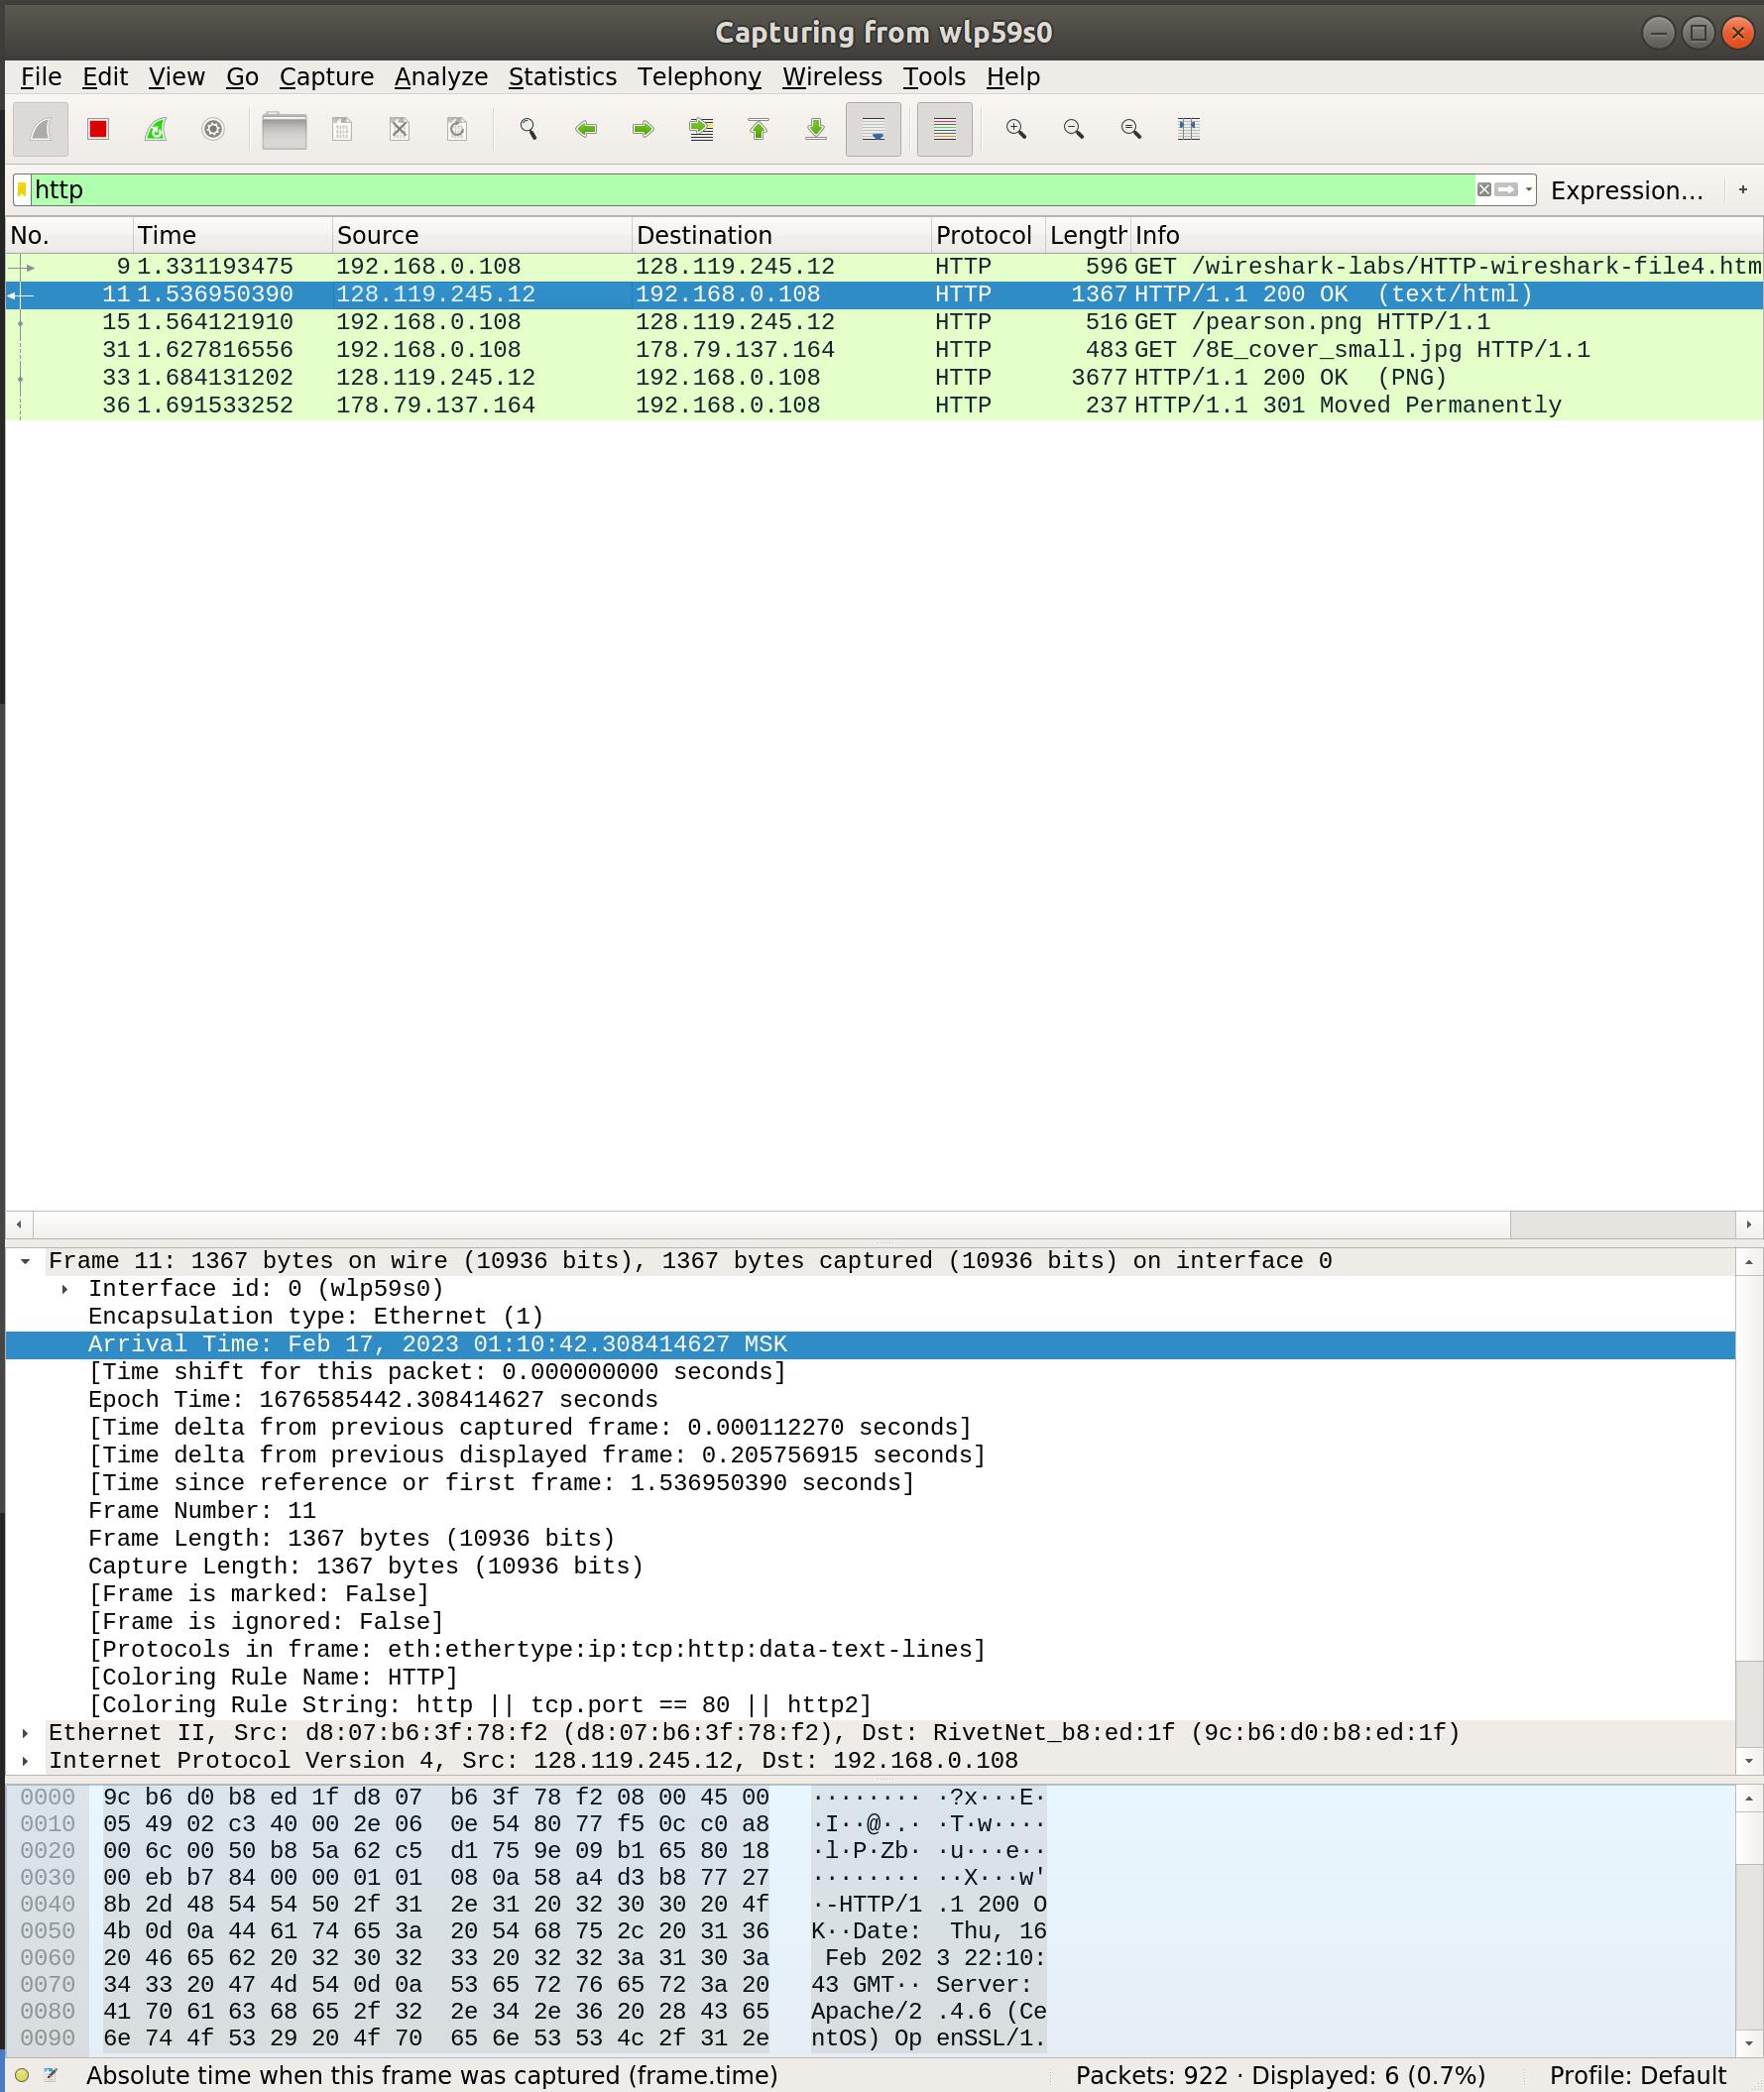 Capturing from wlp59s0
File Edit View Go Capture Analyze Statistics Telephony Wireless Tools Help
http Expression… +
No. Time Source Destination Protocol Length Info
9 1.331193475 192.168.0.108 128.119.245.12 HTTP 596 GET /wireshark-labs/HTTP-wireshark-file4.htm
11 1.536950390 128.119.245.12 192.168.0.108 HTTP 1367 HTTP/1.1 200 OK  (text/html)
15 1.564121910 192.168.0.108 128.119.245.12 HTTP 516 GET /pearson.png HTTP/1.1
31 1.627816556 192.168.0.108 178.79.137.164 HTTP 483 GET /8E_cover_small.jpg HTTP/1.1
33 1.684131202 128.119.245.12 192.168.0.108 HTTP 3677 HTTP/1.1 200 OK  (PNG)
36 1.691533252 178.79.137.164 192.168.0.108 HTTP 237 HTTP/1.1 301 Moved Permanently
Frame 11: 1367 bytes on wire (10936 bits), 1367 bytes captured (10936 bits) on interface 0
Interface id: 0 (wlp59s0)
Encapsulation type: Ethernet (1)
Arrival Time: Feb 17, 2023 01:10:42.308414627 MSK
[Time shift for this packet: 0.000000000 seconds]
Epoch Time: 1676585442.308414627 seconds
[Time delta from previous captured frame: 0.000112270 seconds]
[Time delta from previous displayed frame: 0.205756915 seconds]
[Time since reference or first frame: 1.536950390 seconds]
Frame Number: 11
Frame Length: 1367 bytes (10936 bits)
Capture Length: 1367 bytes (10936 bits)
[Frame is marked: False]
[Frame is ignored: False]
[Protocols in frame: eth:ethertype:ip:tcp:http:data-text-lines]
[Coloring Rule Name: HTTP]
[Coloring Rule String: http || tcp.port == 80 || http2]
Ethernet II, Src: d8:07:b6:3f:78:f2 (d8:07:b6:3f:78:f2), Dst: RivetNet_b8:ed:1f (9c:b6:d0:b8:ed:1f)
Internet Protocol Version 4, Src: 128.119.245.12, Dst: 192.168.0.108
0000 9c b6 d0 b8 ed 1f d8 07  b6 3f 78 f2 08 00 45 00 ········ ·?x···E·
0010 05 49 02 c3 40 00 2e 06  0e 54 80 77 f5 0c c0 a8 ·I··@·.· ·T·w····
0020 00 6c 00 50 b8 5a 62 c5  d1 75 9e 09 b1 65 80 18 ·l·P·Zb· ·u···e··
0030 00 eb b7 84 00 00 01 01  08 0a 58 a4 d3 b8 77 27 ········ ··X···w'
0040 8b 2d 48 54 54 50 2f 31  2e 31 20 32 30 30 20 4f ·-HTTP/1 .1 200 O
0050 4b 0d 0a 44 61 74 65 3a  20 54 68 75 2c 20 31 36 K··Date:  Thu, 16
0060 20 46 65 62 20 32 30 32  33 20 32 32 3a 31 30 3a  Feb 202 3 22:10:
0070 34 33 20 47 4d 54 0d 0a  53 65 72 76 65 72 3a 20 43 GMT·· Server:
0080 41 70 61 63 68 65 2f 32  2e 34 2e 36 20 28 43 65 Apache/2 .4.6 (Ce
0090 6e 74 4f 53 29 20 4f 70  65 6e 53 53 4c 2f 31 2e ntOS) Op enSSL/1.
Absolute time when this frame was captured (frame.time) Packets: 922 · Displayed: 6 (0.7%) Profile: Default